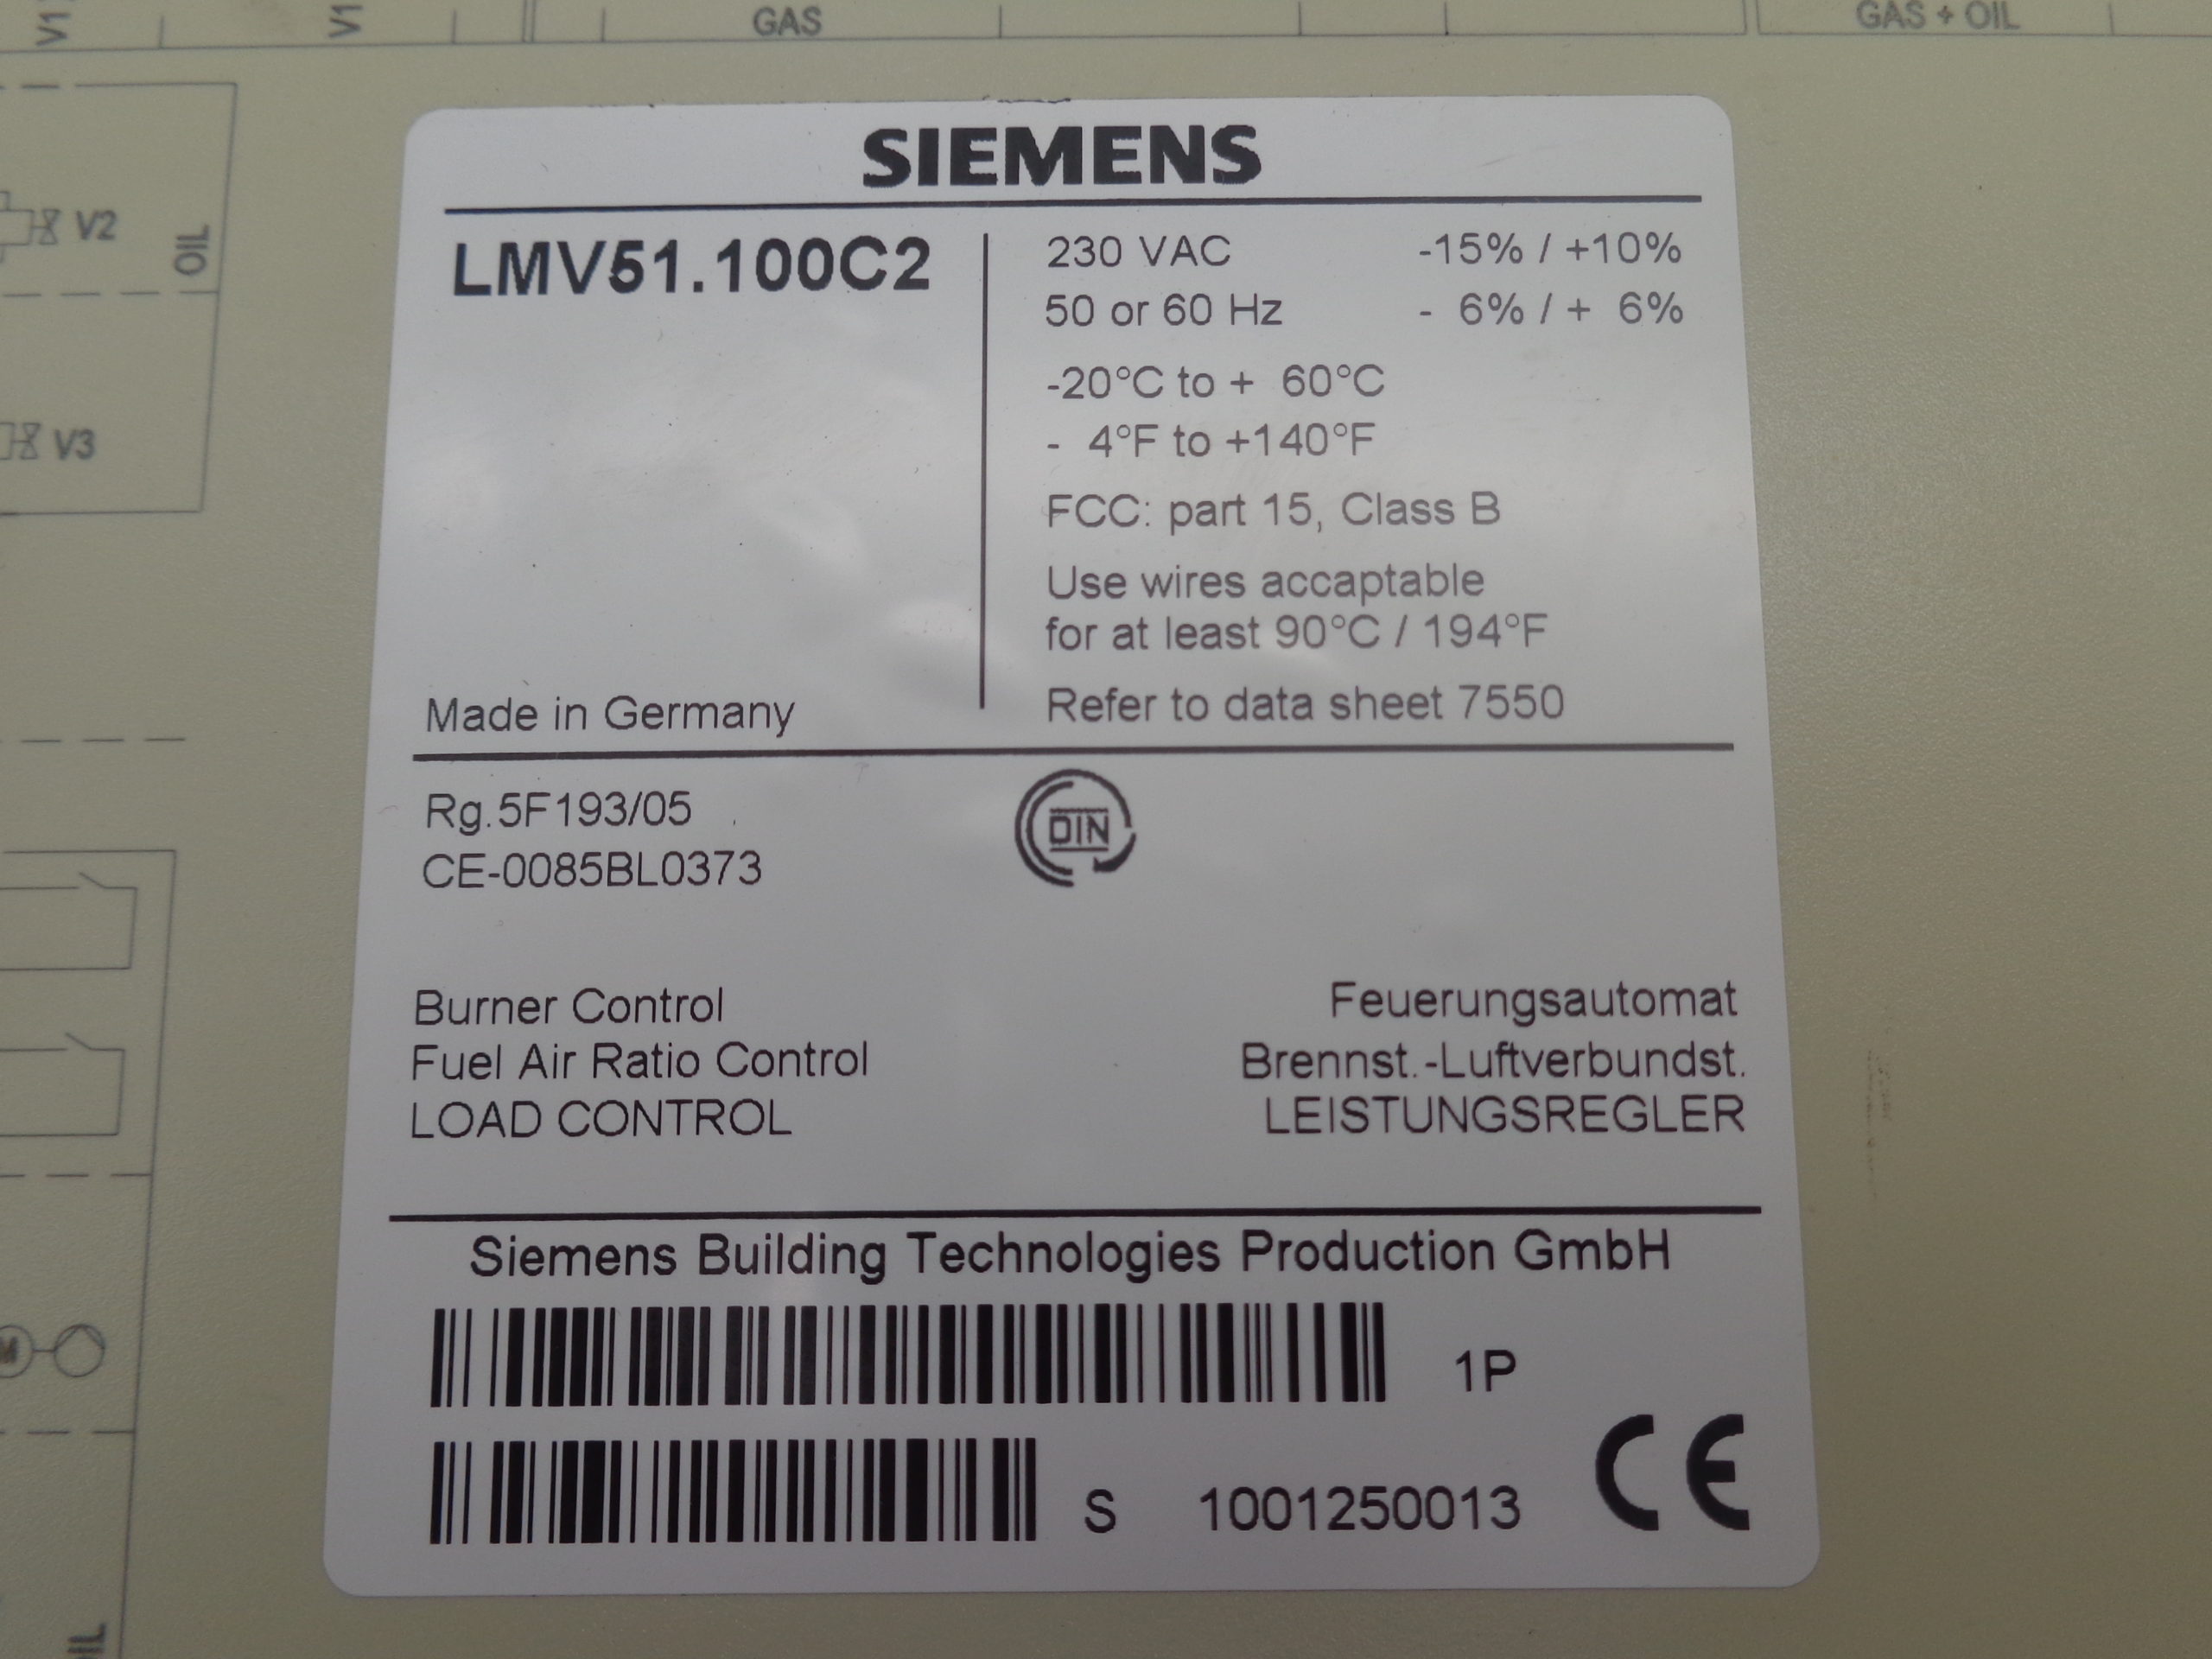 V1
V1
GAS
GAS + OIL
V2
OIL
V3
SIEMENS
LMV51.100C2
230 VAC -15% / +10%
50 or 60 Hz - 6% / + 6%
-20°C to + 60°C
- 4°F to +140°F
FCC: part 15, Class B
Use wires accaptable
for at least 90°C / 194°F
Made in Germany
Refer to data sheet 7550
Rg.5F193/05
CE-0085BL0373
DIN
Burner Control
Fuel Air Ratio Control
LOAD CONTROL
Feuerungsautomat
Brennst.-Luftverbundst.
LEISTUNGSREGLER
Siemens Building Technologies Production GmbH
1P
S 1001250013
CE
M